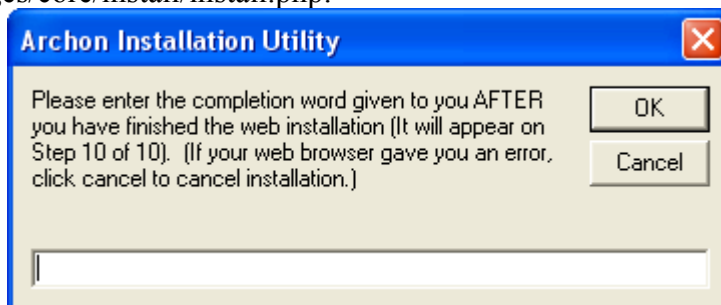 ges/core/install/install.php.
Archon Installation Utility
Please enter the completion word given to you AFTER
you have finished the web installation (It will appear on
Step 10 of 10).  (If your web browser gave you an error,
click cancel to cancel installation.)
OK
Cancel